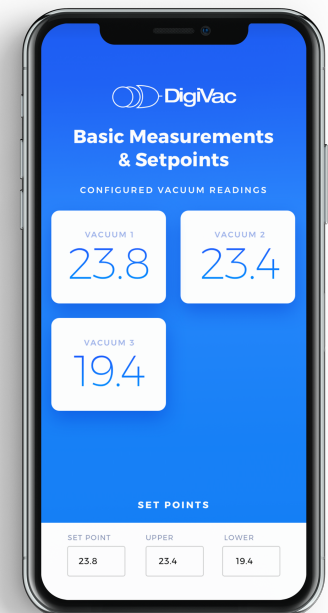 DigiVac
Basic Measurements
& Setpoints
CONFIGURED VACUUM READINGS
VACUUM 1
23.8
VACUUM 2
23.4
VACUUM 3
19.4
SET POINTS
SET POINT
UPPER
LOWER
23.8
23.4
19.4